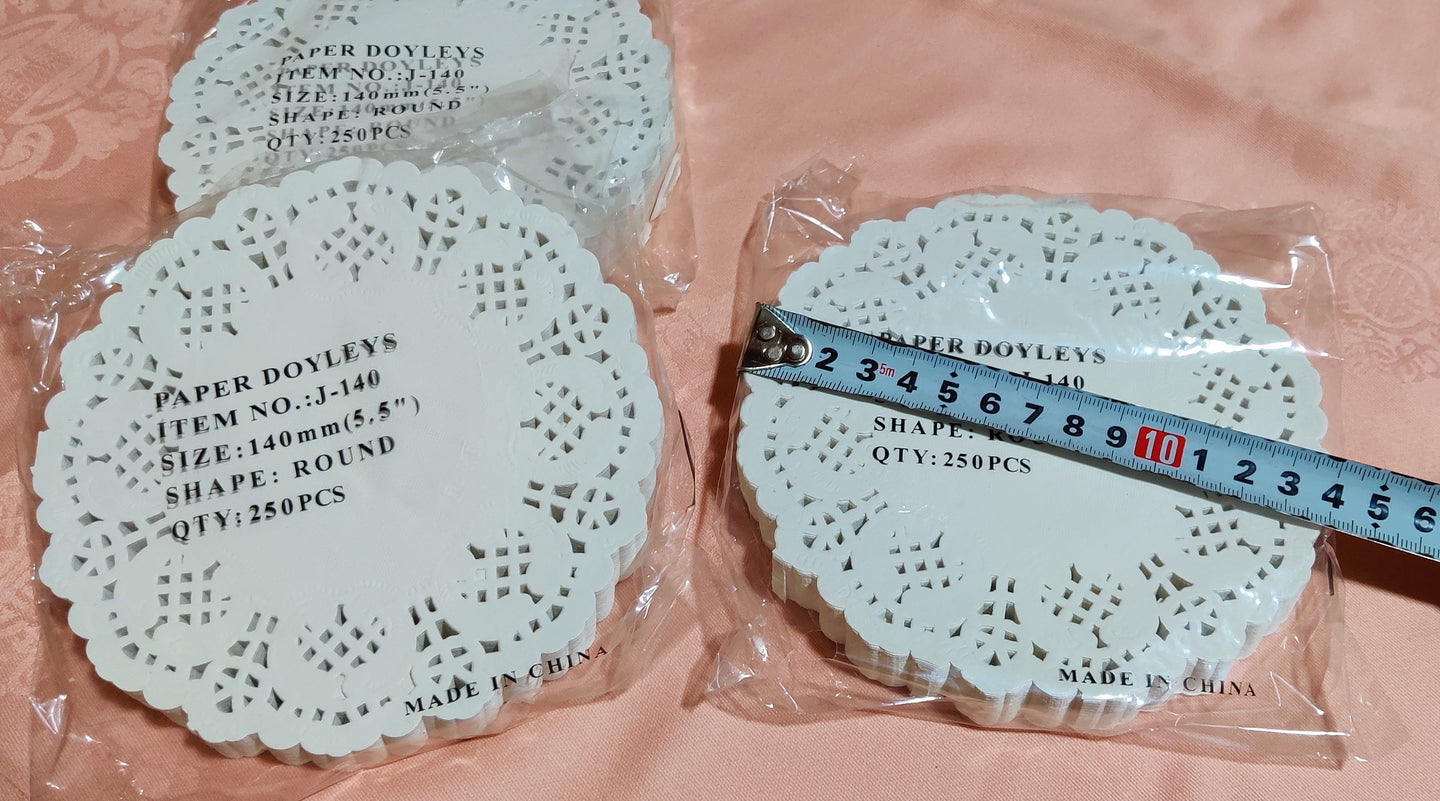 PAPER DOYLEYS
ITEM NO.:J-140
SIZE:140mm(5.5")
SHAPE: ROUND
QTY:250PCS
PAPER DOYLEYS
ITEM NO.:J-140
SIZE:140mm(5.5")
SHAPE: ROUND
QTY:250PCS
MADE IN CHINA
PAPER DOYLEYS
J-140
SHAPE:
QTY:250PCS
MADE IN CHINA
2 3 5m 4 5 6 7 8 9 10 1 2 3 4 5 6